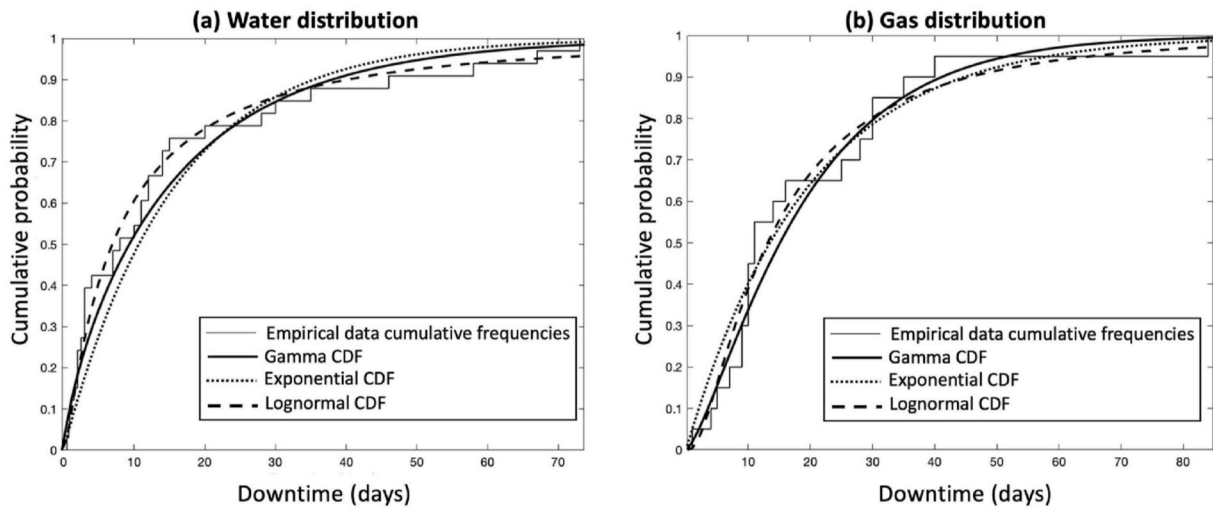 (a) Water distribution
Cumulative probability
1
0.9
0.8
0.7
0.6
0.5
0.4
0.3
0.2
0.1
0
Empirical data cumulative frequencies
Gamma CDF
Exponential CDF
Lognormal CDF
0 10 20 30 40 50 60 70
Downtime (days)
(b) Gas distribution
Cumulative probability
1
0.9
0.8
0.7
0.6
0.5
0.4
0.3
0.2
0.1
0
Empirical data cumulative frequencies
Gamma CDF
Exponential CDF
Lognormal CDF
10 20 30 40 50 60 70 80
Downtime (days)